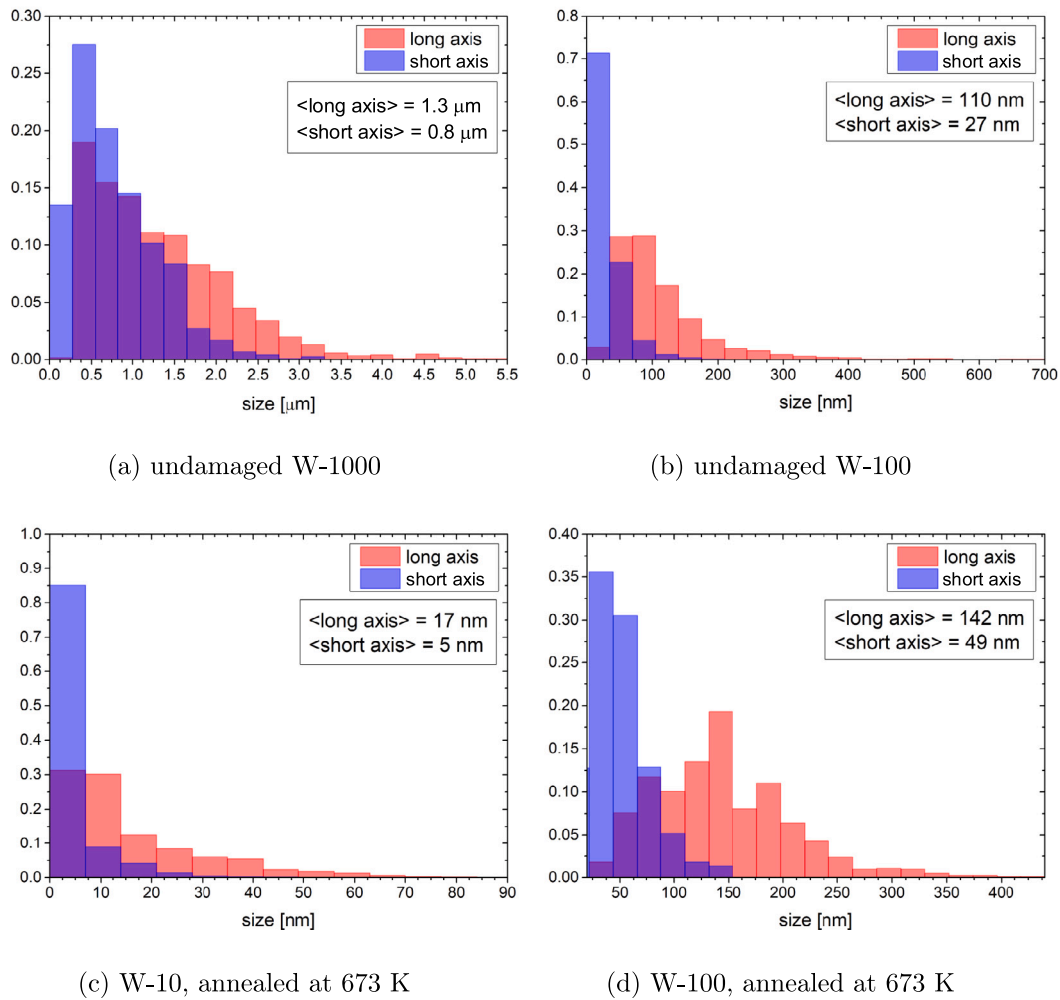 0.30
0.25
0.20
0.15
0.10
0.05
0.00
0.0 0.5 1.0 1.5 2.0 2.5 3.0 3.5 4.0 4.5 5.0 5.5
size [μm]
long axis
short axis
<long axis> = 1.3 μm
<short axis> = 0.8 μm
(a) undamaged W-1000
0.8
0.7
0.6
0.5
0.4
0.3
0.2
0.1
0.0
0 100 200 300 400 500 600 700
size [nm]
long axis
short axis
<long axis> = 110 nm
<short axis> = 27 nm
(b) undamaged W-100
1.0
0.9
0.8
0.7
0.6
0.5
0.4
0.3
0.2
0.1
0.0
0 10 20 30 40 50 60 70 80 90
size [nm]
long axis
short axis
<long axis> = 17 nm
<short axis> = 5 nm
(c) W-10, annealed at 673 K
0.40
0.35
0.30
0.25
0.20
0.15
0.10
0.05
0.00
50 100 150 200 250 300 350 400
size [nm]
long axis
short axis
<long axis> = 142 nm
<short axis> = 49 nm
(d) W-100, annealed at 673 K